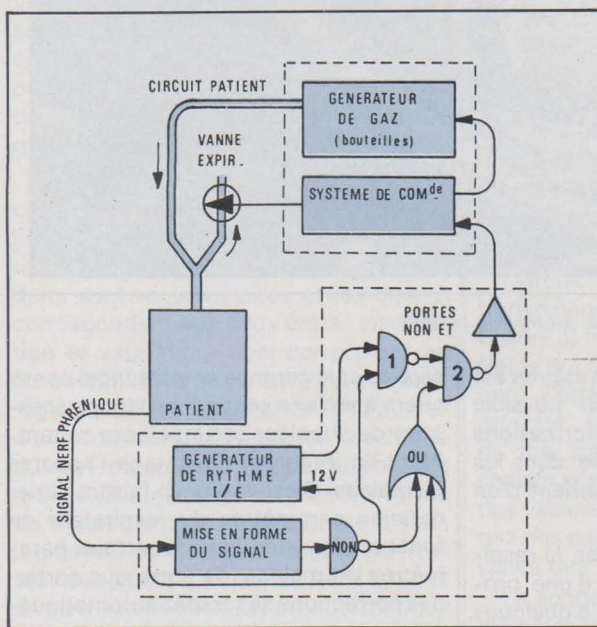 CIRCUIT PATIENT
GENERATEUR
DE GAZ
(bouteilles)
VANNE
EXPIR.
SYSTEME DE COMde.
PORTES
NON ET
1
2
PATIENT
SIGNAL NERF PHRENIQUE
GÉNÉRATEUR
DE RYTHME
12V
OU
MISE EN FORME
DU SIGNAL
NON